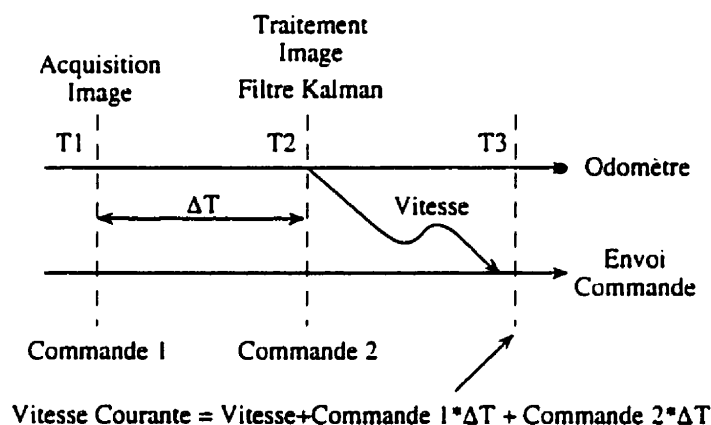 Traitement
Image
Filtre Kalman
Acquisition
Image
T1
T2
T3
Odomètre
ΔT
Vitesse
Envoi
Commande
Commande 1
Commande 2
Vitesse Courante = Vitesse+Commande 1*ΔT + Commande 2*ΔT